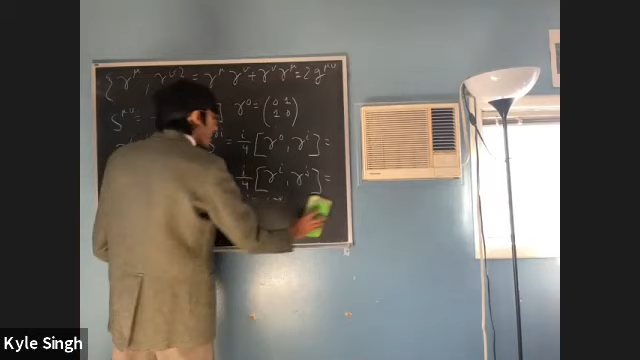 {γ^μ, γ^ν} = γ^μ γ^ν + γ^ν γ^μ = 2g^μν
S^μν = ] γ^0 = (0 1
1 0)
= i/4 [γ^0, γ^i] =
i/4 [γ^i, γ^j] =
Kyle Singh